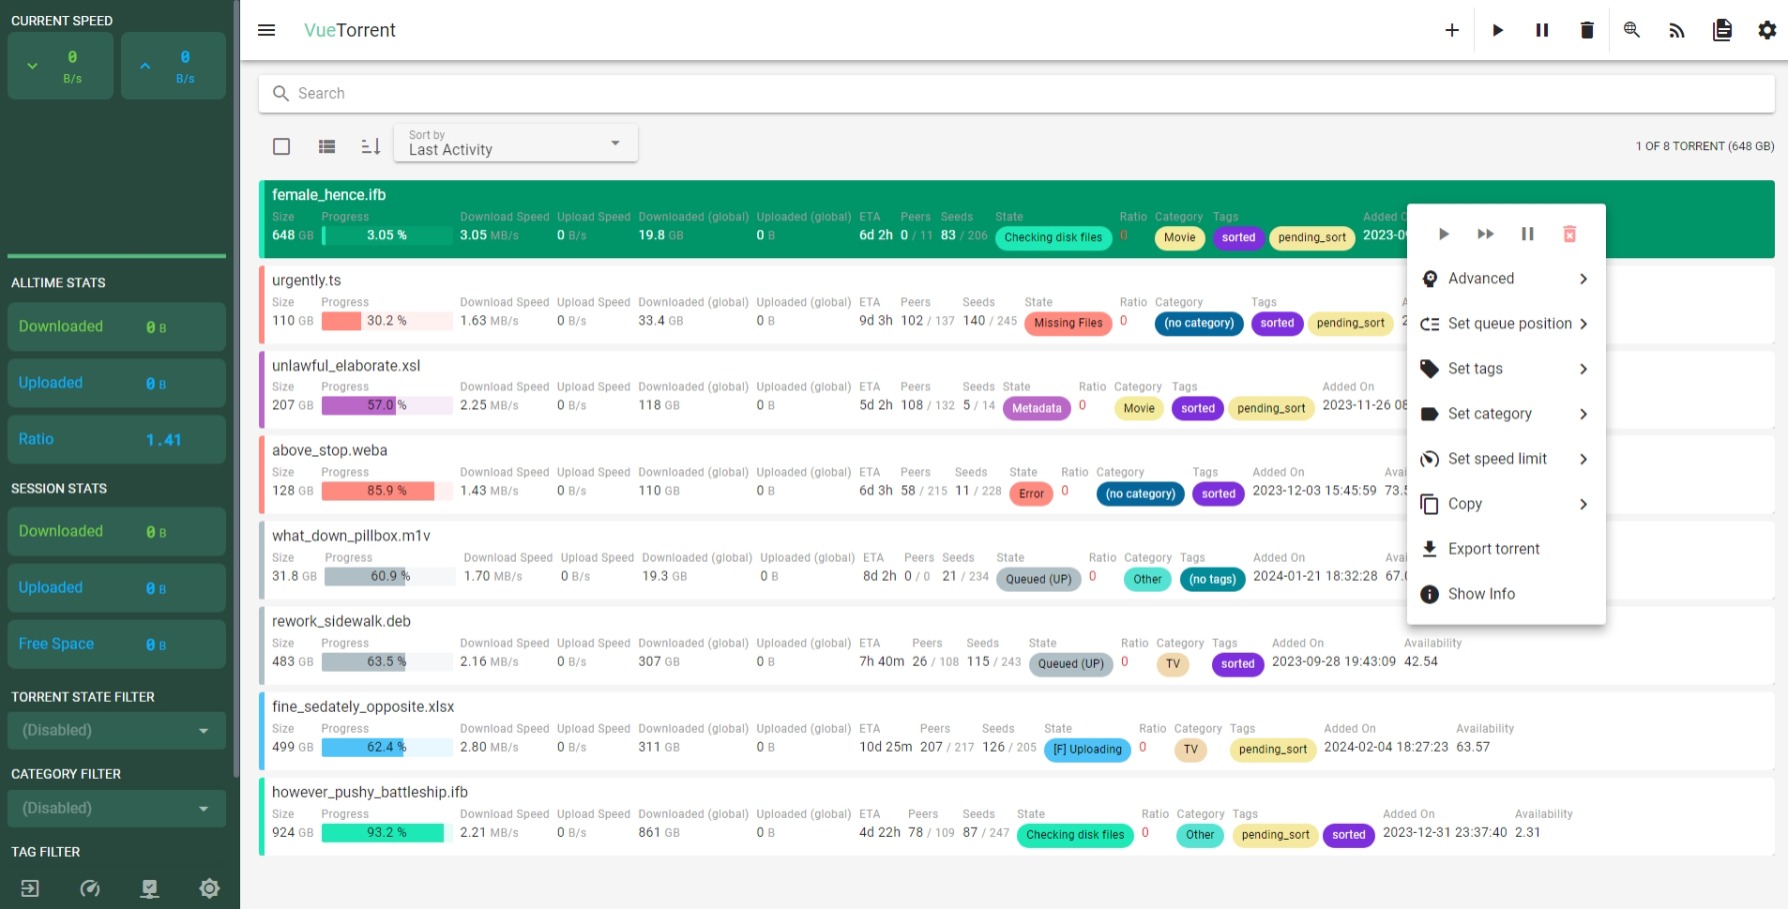 CURRENT SPEED
0 B/s
0 B/s
ALLTIME STATS
Downloaded 0 B
Uploaded 0 B
Ratio 1.41
SESSION STATS
Downloaded 0 B
Uploaded 0 B
Free Space 0 B
TORRENT STATE FILTER
(Disabled)
CATEGORY FILTER
(Disabled)
TAG FILTER
VueTorrent
Search
Sort by
Last Activity
1 OF 8 TORRENT (648 GB)
female_hence.ifb
Size Progress Download Speed Upload Speed Downloaded (global) Uploaded (global) ETA Peers Seeds State Ratio Category Tags Added
648 GB 3.05 % 3.05 MB/s 0 B/s 19.8 GB 0 B 6d 2h 0 / 11 83 / 206 Checking disk files 0 Movie sorted pending_sort 2023-0
urgently.ts
Size Progress Download Speed Upload Speed Downloaded (global) Uploaded (global) ETA Peers Seeds State Ratio Category Tags
110 GB 30.2 % 1.63 MB/s 0 B/s 33.4 GB 0 B 9d 3h 102 / 137 140 / 245 Missing Files 0 (no category) sorted pending_sort 2
unlawful_elaborate.xsl
Size Progress Download Speed Upload Speed Downloaded (global) Uploaded (global) ETA Peers Seeds State Ratio Category Tags Added On
207 GB 57.0 % 2.25 MB/s 0 B/s 118 GB 0 B 5d 2h 108 / 132 5 / 14 Metadata 0 Movie sorted pending_sort 2023-11-26 08
above_stop.weba
Size Progress Download Speed Upload Speed Downloaded (global) Uploaded (global) ETA Peers Seeds State Ratio Category Tags Added On Avai
128 GB 85.9 % 1.43 MB/s 0 B/s 110 GB 0 B 6d 3h 58 / 215 11 / 228 Error 0 (no category) sorted 2023-12-03 15:45:59 73.5
what_down_pillbox.m1v
Size Progress Download Speed Upload Speed Downloaded (global) Uploaded (global) ETA Peers Seeds State Ratio Category Tags Added On Avai
31.8 GB 60.9 % 1.70 MB/s 0 B/s 19.3 GB 0 B 8d 2h 0 / 0 21 / 234 Queued (UP) 0 Other (no tags) 2024-01-21 18:32:28 67.0
rework_sidewalk.deb
Size Progress Download Speed Upload Speed Downloaded (global) Uploaded (global) ETA Peers Seeds State Ratio Category Tags Added On Availability
483 GB 63.5 % 2.16 MB/s 0 B/s 307 GB 0 B 7h 40m 26 / 108 115 / 243 Queued (UP) 0 TV sorted 2023-09-28 19:43:09 42.54
fine_sedately_opposite.xlsx
Size Progress Download Speed Upload Speed Downloaded (global) Uploaded (global) ETA Peers Seeds State Ratio Category Tags Added On Availability
499 GB 62.4 % 2.80 MB/s 0 B/s 311 GB 0 B 10d 25m 207 / 217 126 / 205 [F] Uploading 0 TV pending_sort 2024-02-04 18:27:23 63.57
however_pushy_battleship.ifb
Size Progress Download Speed Upload Speed Downloaded (global) Uploaded (global) ETA Peers Seeds State Ratio Category Tags Added On Availability
924 GB 93.2 % 2.21 MB/s 0 B/s 861 GB 0 B 4d 22h 78 / 109 87 / 247 Checking disk files 0 Other pending_sort sorted 2023-12-31 23:37:40 2.31
Advanced
Set queue position
Set tags
Set category
Set speed limit
Copy
Export torrent
Show Info